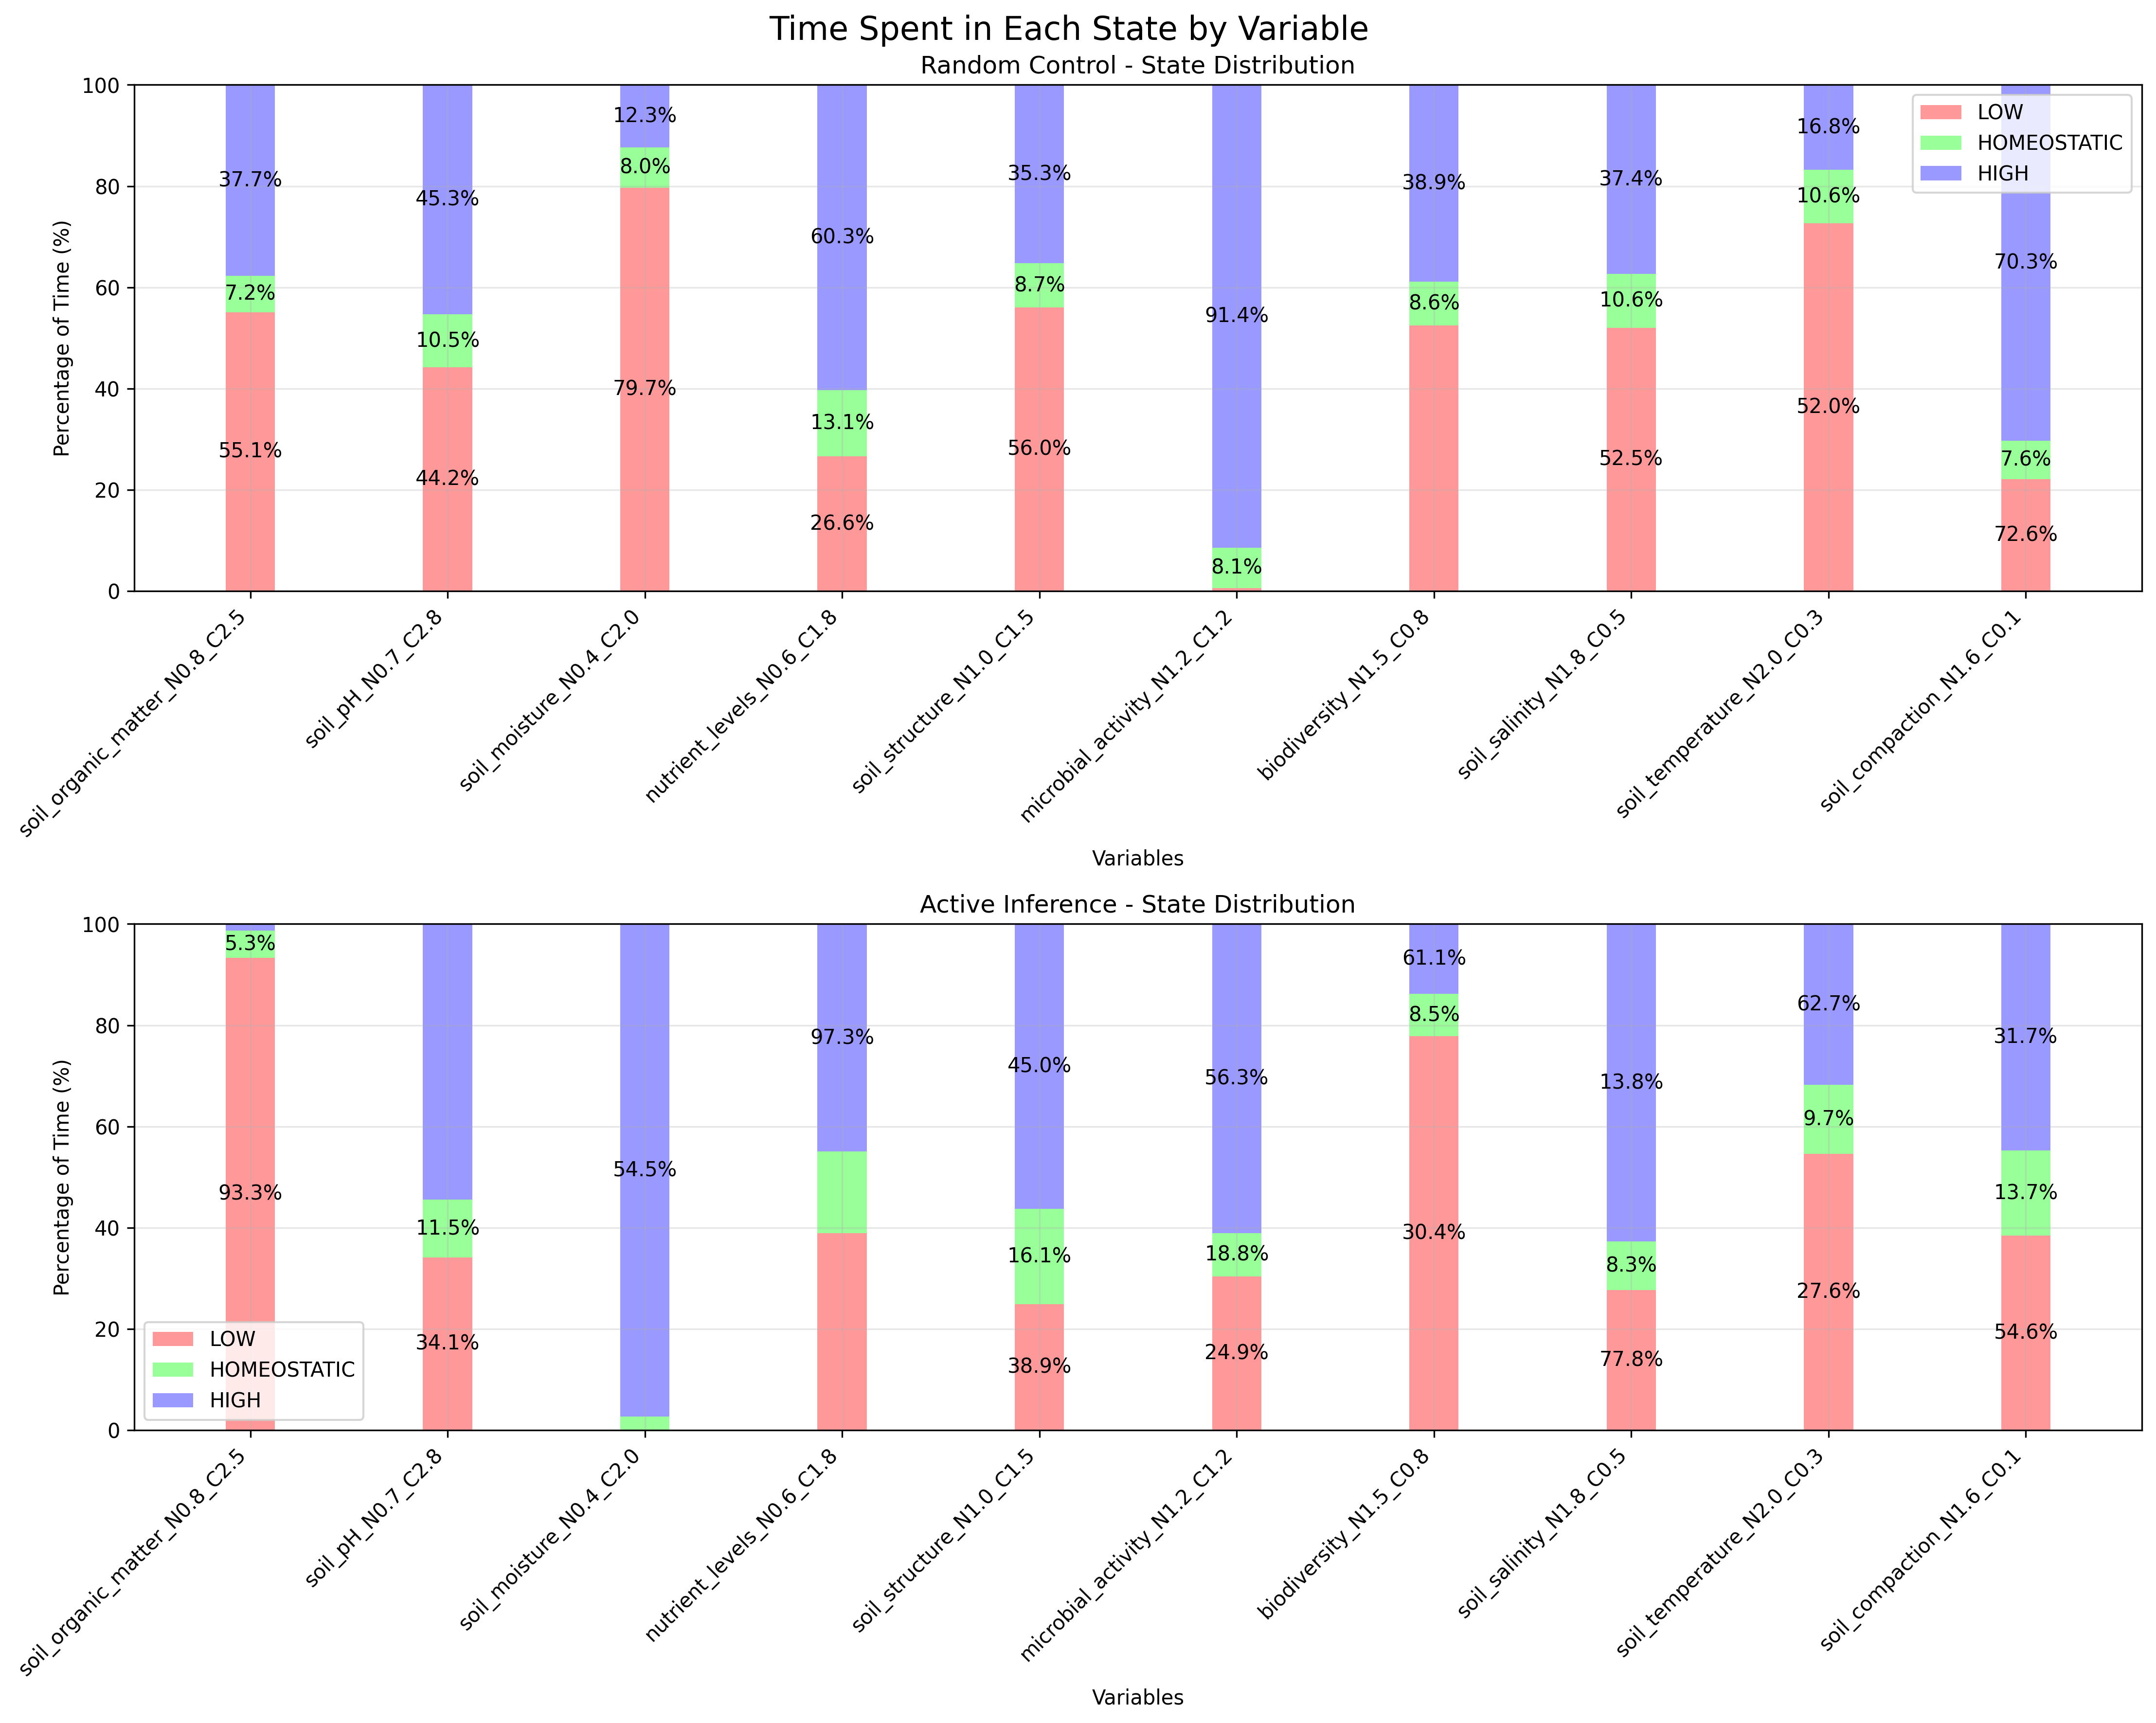 Time Spent in Each State by Variable
Random Control - State Distribution
Percentage of Time (%)
100
80
60
40
20
0
37.7%
7.2%
55.1%
45.3%
10.5%
44.2%
12.3%
8.0%
79.7%
60.3%
13.1%
26.6%
35.3%
8.7%
56.0%
91.4%
8.1%
38.9%
8.6%
37.4%
10.6%
52.5%
16.8%
10.6%
52.0%
70.3%
7.6%
72.6%
LOW
HOMEOSTATIC
HIGH
soil_organic_matter_N0.8_C2.5
soil_pH_N0.7_C2.8
soil_moisture_N0.4_C2.0
nutrient_levels_N0.6_C1.8
soil_structure_N1.0_C1.5
microbial_activity_N1.2_C1.2
biodiversity_N1.5_C0.8
soil_salinity_N1.8_C0.5
soil_temperature_N2.0_C0.3
soil_compaction_N1.6_C0.1
Variables
Active Inference - State Distribution
Percentage of Time (%)
100
80
60
40
20
0
5.3%
93.3%
11.5%
34.1%
54.5%
97.3%
45.0%
16.1%
38.9%
56.3%
18.8%
24.9%
61.1%
8.5%
30.4%
13.8%
8.3%
77.8%
62.7%
9.7%
27.6%
31.7%
13.7%
54.6%
LOW
HOMEOSTATIC
HIGH
soil_organic_matter_N0.8_C2.5
soil_pH_N0.7_C2.8
soil_moisture_N0.4_C2.0
nutrient_levels_N0.6_C1.8
soil_structure_N1.0_C1.5
microbial_activity_N1.2_C1.2
biodiversity_N1.5_C0.8
soil_salinity_N1.8_C0.5
soil_temperature_N2.0_C0.3
soil_compaction_N1.6_C0.1
Variables